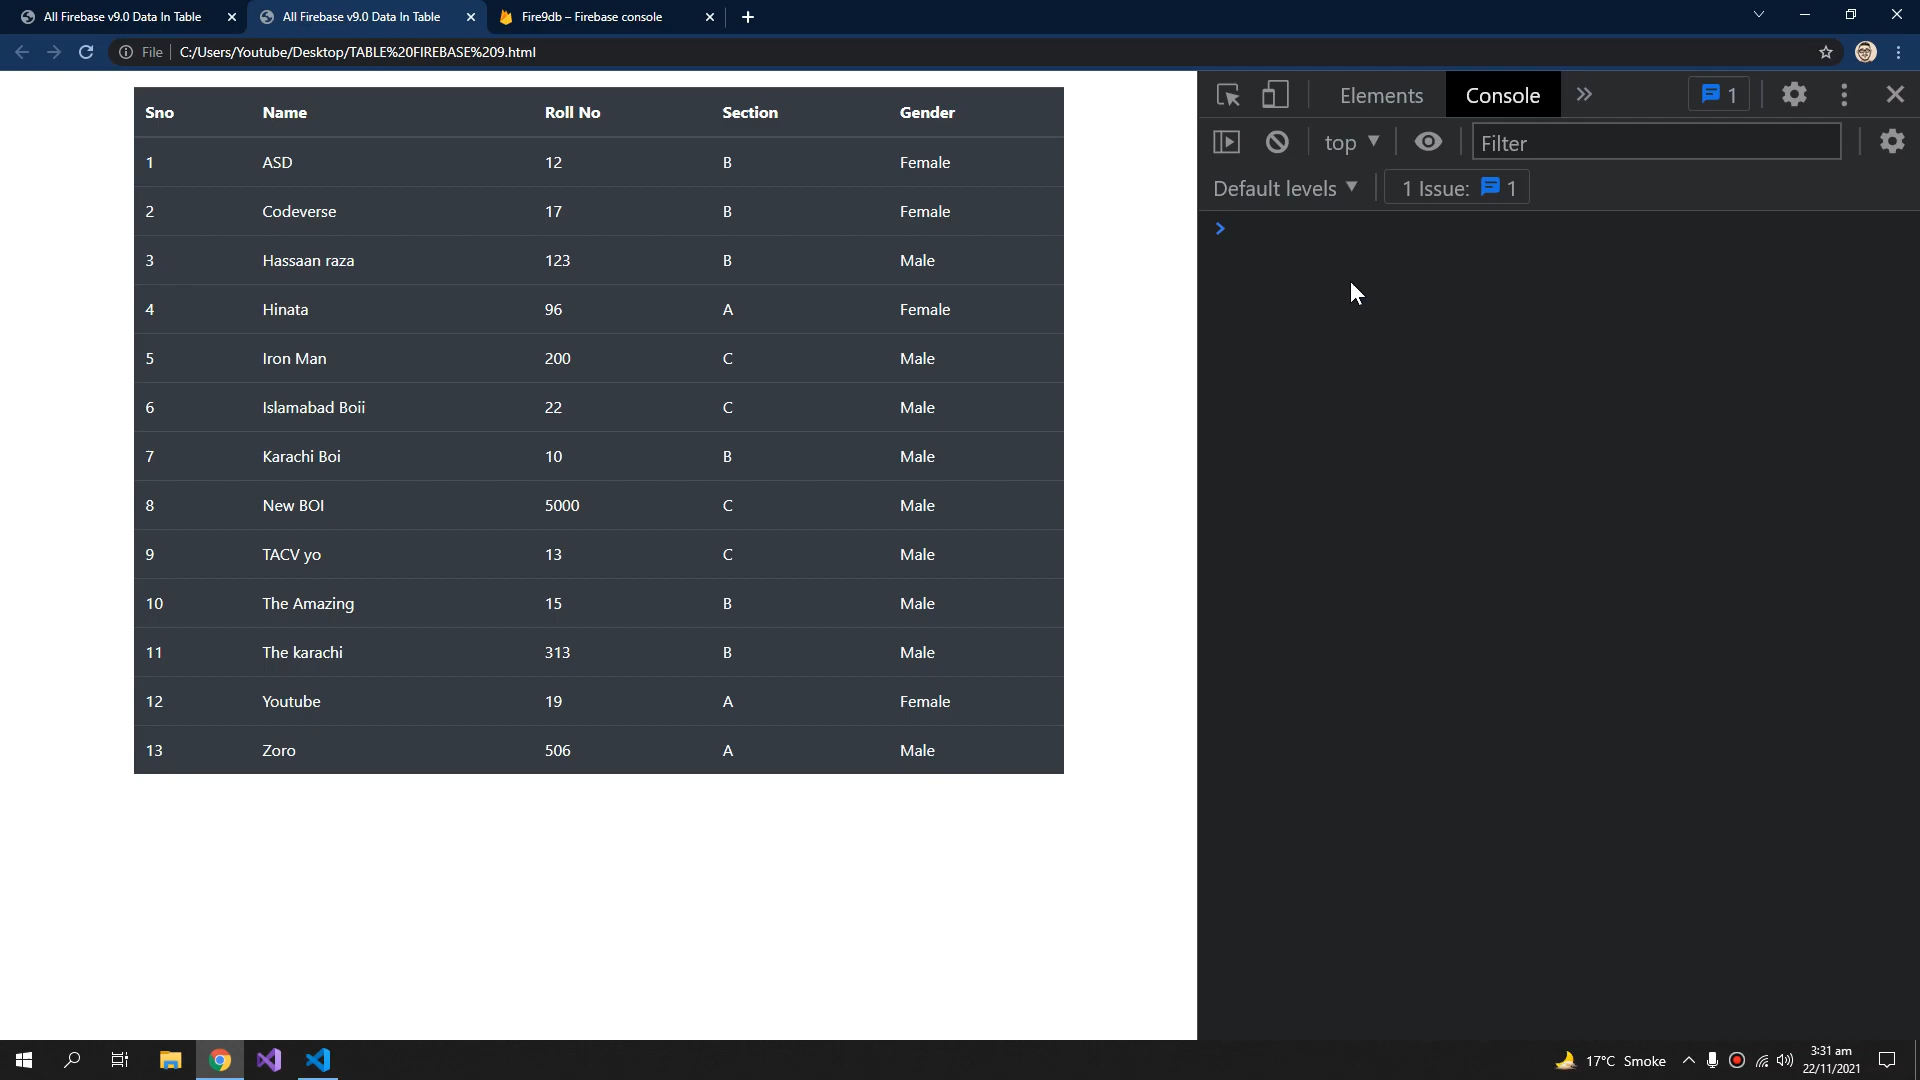 All Firebase v9.0 Data In Table
All Firebase v9.0 Data In Table
Fire9db – Firebase console
File
C:/Users/Youtube/Desktop/TABLE%20FIREBASE%209.html
Sno Name Roll No Section Gender
1 ASD 12 B Female
2 Codeverse 17 B Female
3 Hassaan raza 123 B Male
4 Hinata 96 A Female
5 Iron Man 200 C Male
6 Islamabad Boii 22 C Male
7 Karachi Boi 10 B Male
8 New BOI 5000 C Male
9 TACV yo 13 C Male
10 The Amazing 15 B Male
11 The karachi 313 B Male
12 Youtube 19 A Female
13 Zoro 506 A Male
Elements Console 1
top Filter
Default levels 1 Issue: 1
17°C Smoke
3:31 am
22/11/2021